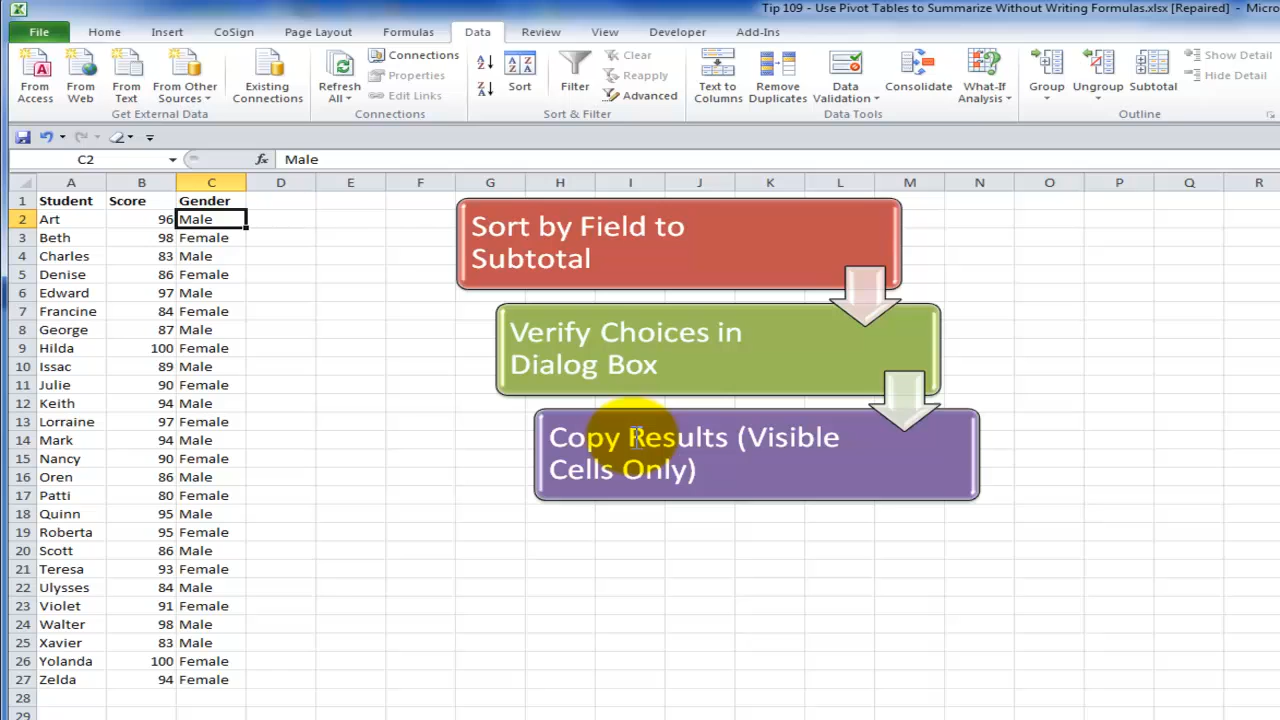 Tip 109 - Use Pivot Tables to Summarize Without Writing Formulas.xlsx [Repaired] - Micro
File Home Insert CoSign Page Layout Formulas Data Review View Developer Add-Ins
From Access
From Web
From Text
From Other Sources
Existing Connections
Get External Data
Refresh All
Connections
Properties
Edit Links
Connections
Sort
Filter
Clear
Reapply
Advanced
Sort & Filter
Text to Columns
Remove Duplicates
Data Validation
Consolidate
What-If Analysis
Data Tools
Group
Ungroup
Subtotal
Show Detail
Hide Detail
Outline
C2 fx Male
A B C D E F G H I J K L M N O P Q R
1 Student Score Gender
2 Art 96 Male
3 Beth 98 Female
4 Charles 83 Male
5 Denise 86 Female
6 Edward 97 Male
7 Francine 84 Female
8 George 87 Male
9 Hilda 100 Female
10 Issac 89 Male
11 Julie 90 Female
12 Keith 94 Male
13 Lorraine 97 Female
14 Mark 94 Male
15 Nancy 90 Female
16 Oren 86 Male
17 Patti 80 Female
18 Quinn 95 Male
19 Roberta 95 Female
20 Scott 86 Male
21 Teresa 93 Female
22 Ulysses 84 Male
23 Violet 91 Female
24 Walter 98 Male
25 Xavier 83 Male
26 Yolanda 100 Female
27 Zelda 94 Female
28
29
Sort by Field to
Subtotal
Verify Choices in
Dialog Box
Copy Results (Visible
Cells Only)